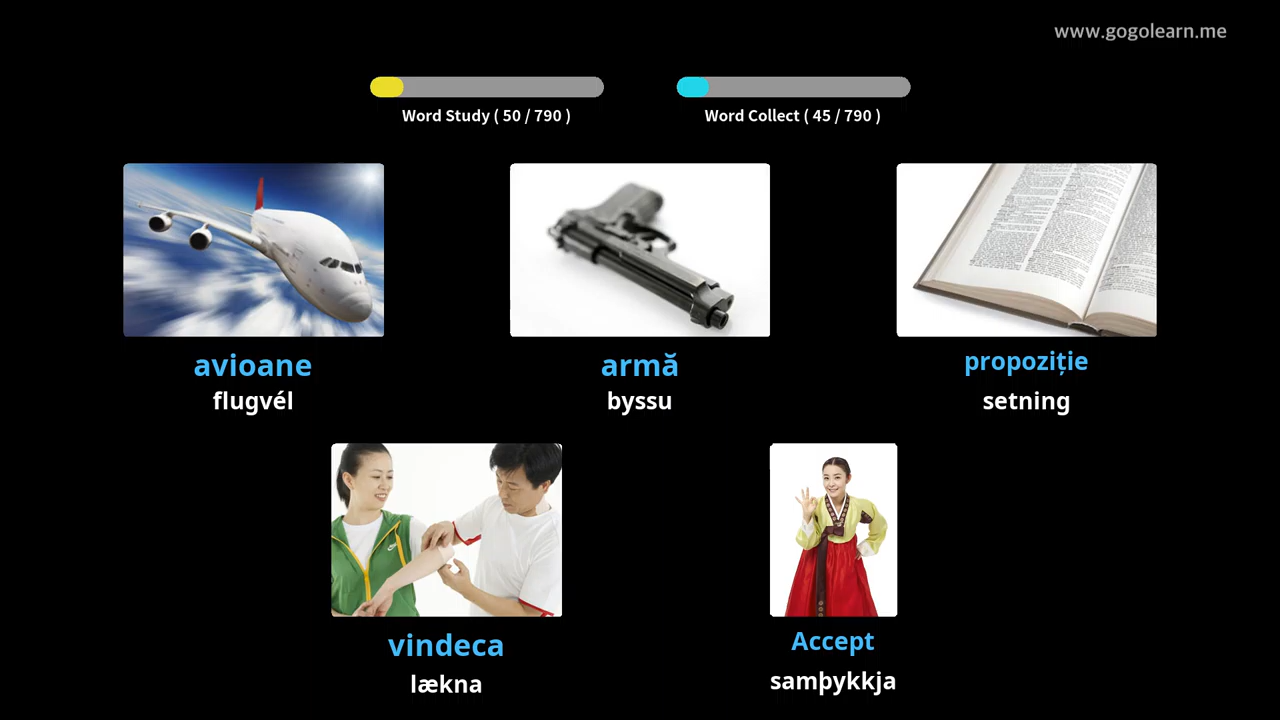 www.gogolearn.me
Word Study ( 50 / 790 )
Word Collect ( 45 / 790 )
avioane
flugvél
armă
byssu
propoziție
setning
vindeca
lækna
Accept
samþykkja